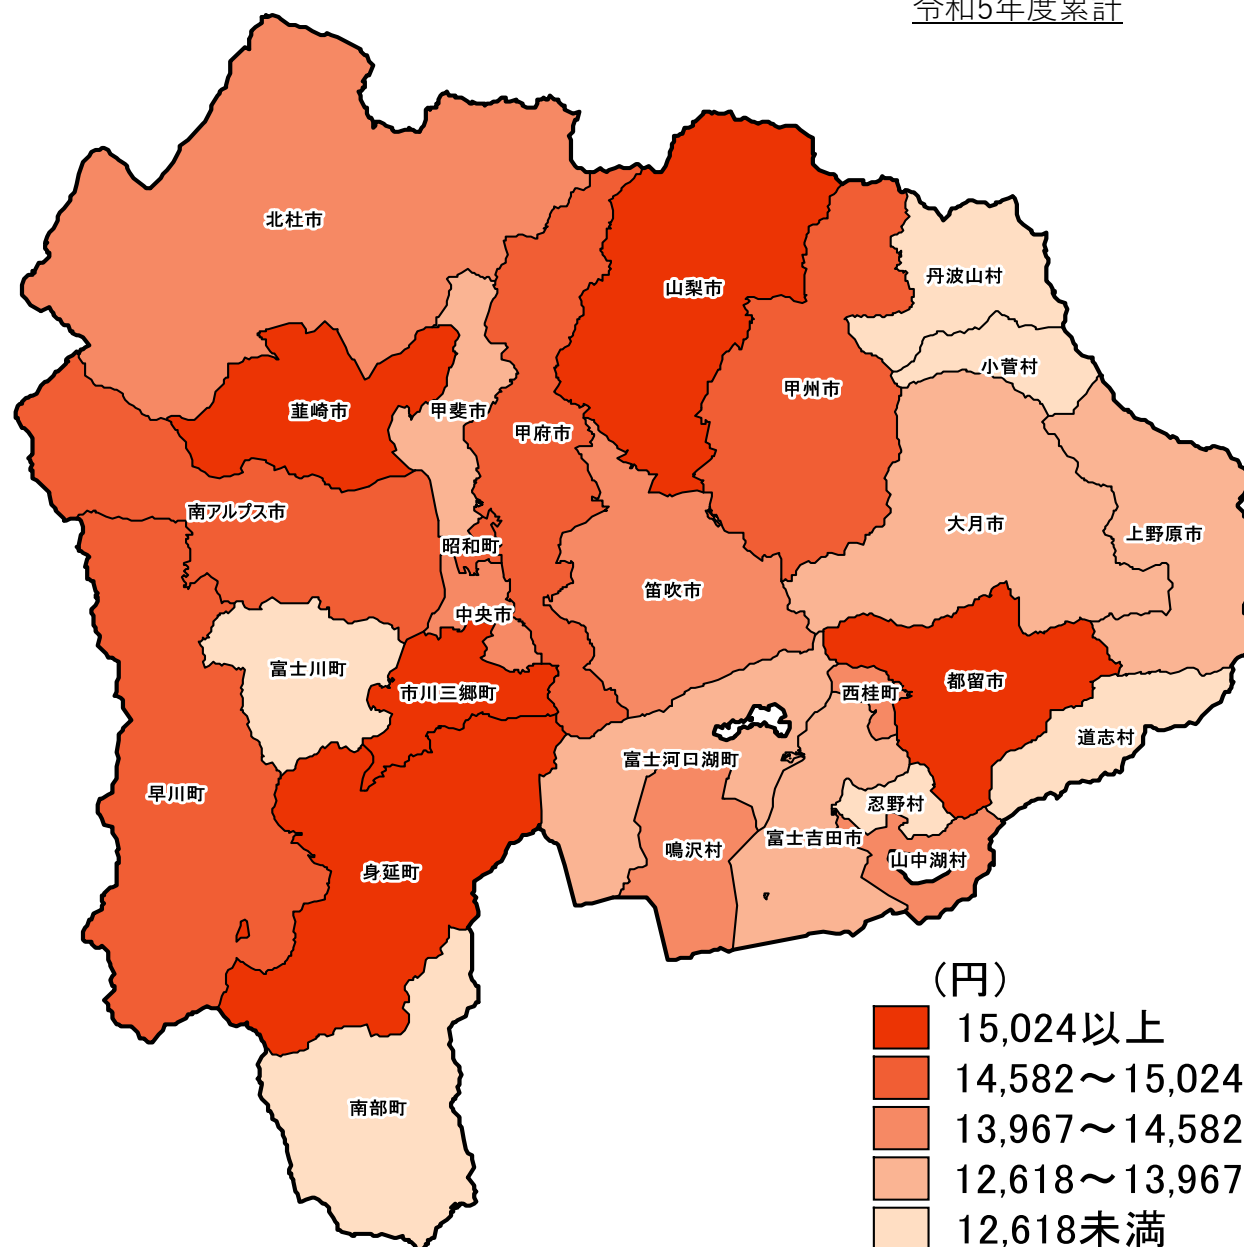 令和5年度累計
北杜市
丹波山村
山梨市
小菅村
甲州市
韮崎市
甲斐市
甲府市
南アルプス市
大月市
上野原市
昭和町
笛吹市
中央市
富士川町
市川三郷町
西桂町
都留市
道志村
富士河口湖町
早川町
忍野村
富士吉田市
鳴沢村
山中湖村
身延町
南部町
(円)
15,024以上
14,582～15,024
13,967～14,582
12,618～13,967
12,618未満